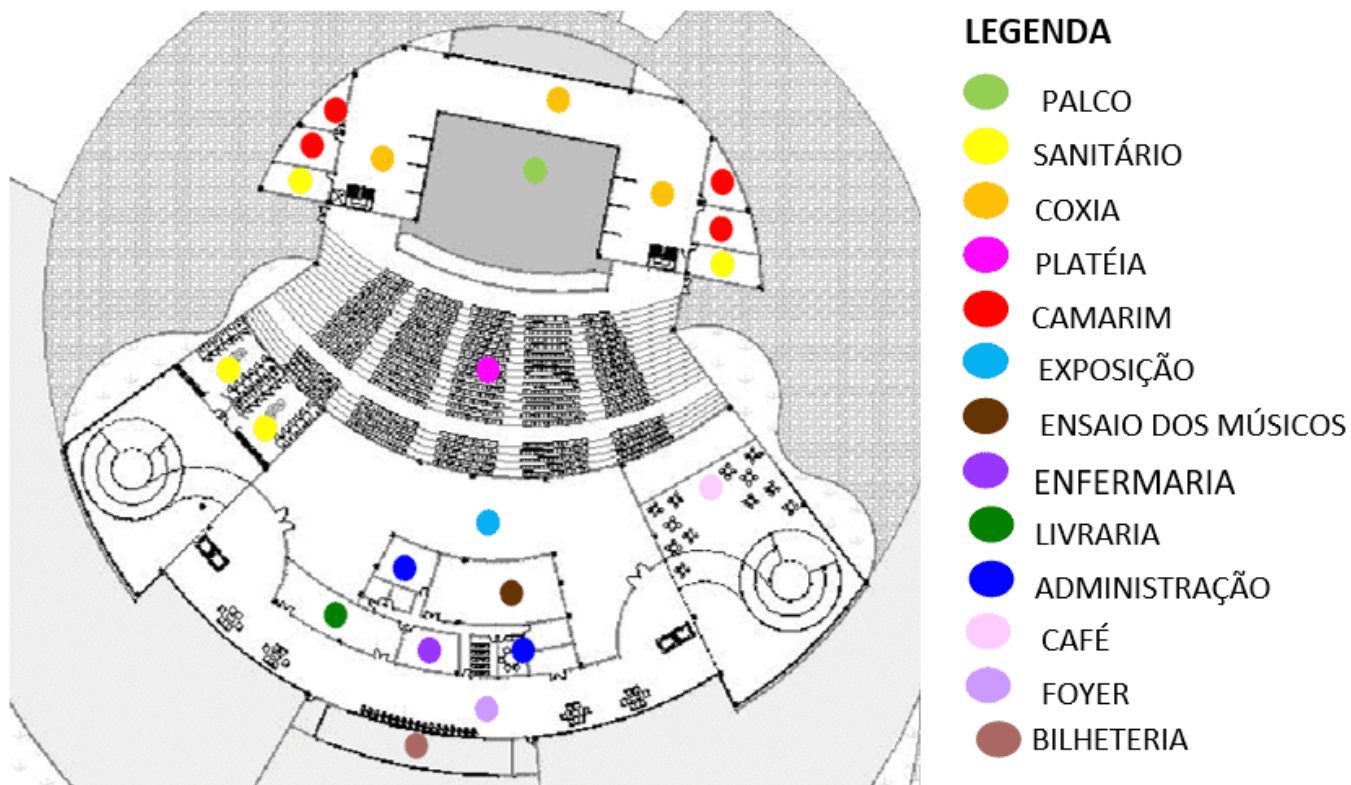 LEGENDA
PALCO
SANITÁRIO
COXIA
PLATÉIA
CAMARIM
EXPOSIÇÃO
ENSAIO DOS MÚSICOS
ENFERMARIA
LIVRARIA
ADMINISTRAÇÃO
CAFÉ
FOYER
BILHETERIA